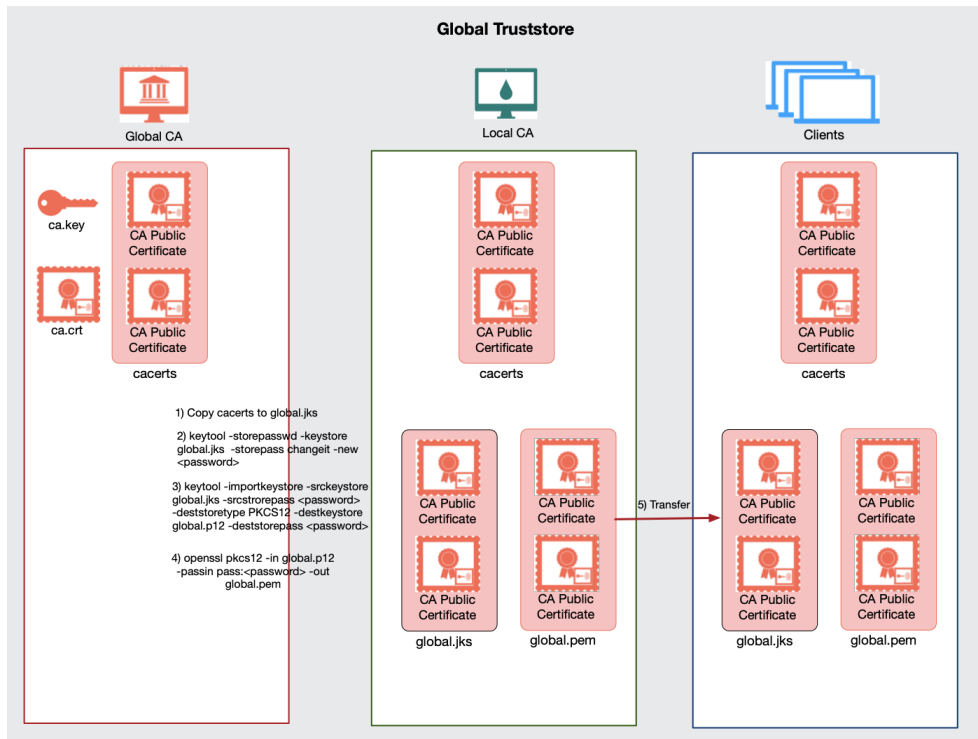 Global Truststore
Global CA
Local CA
Clients
ca.key
ca.crt
CA Public
Certificate
CA Public
Certificate
cacerts
CA Public
Certificate
CA Public
Certificate
cacerts
CA Public
Certificate
CA Public
Certificate
cacerts
1) Copy cacerts to global.jks
2) keytool -storepasswd -keystore
global.jks -storepass changeit -new
<password>
3) keytool -importkeystore -srckeystore
global.jks -srcstrorepass <password>
-deststoretype PKCS12 -destkeystore
global.p12 -deststorepass <password>
4) openssl pkcs12 -in global.p12
-passin pass:<password> -out
global.pem
CA Public
Certificate
CA Public
Certificate
global.jks
CA Public
Certificate
CA Public
Certificate
global.pem
5) Transfer
CA Public
Certificate
CA Public
Certificate
global.jks
CA Public
Certificate
CA Public
Certificate
global.pem